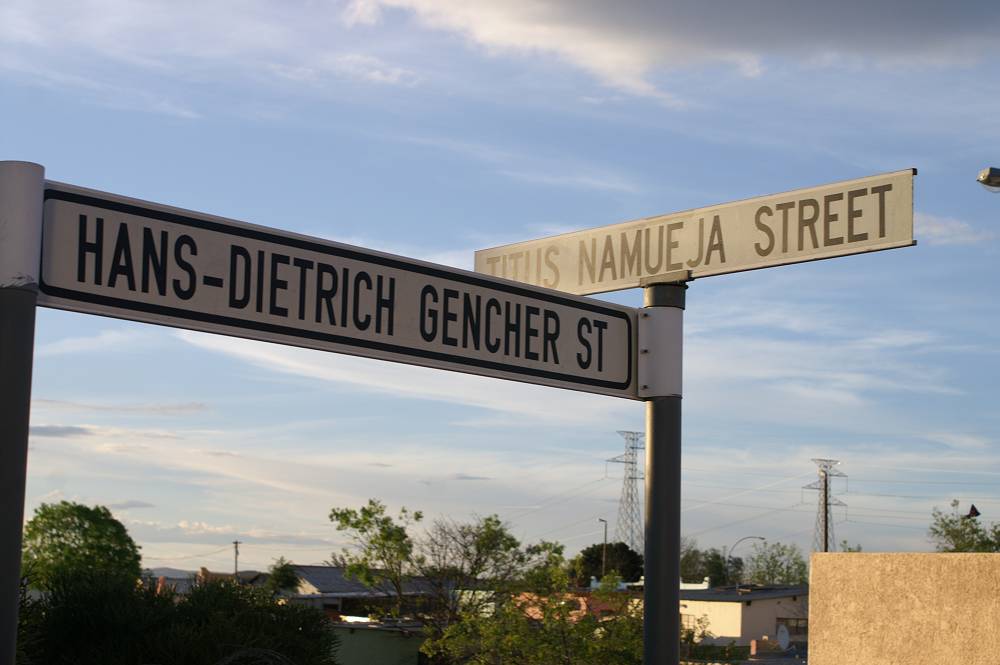 HANS-DIETRICH GENCHER ST
TITUS NAMUEJA STREET